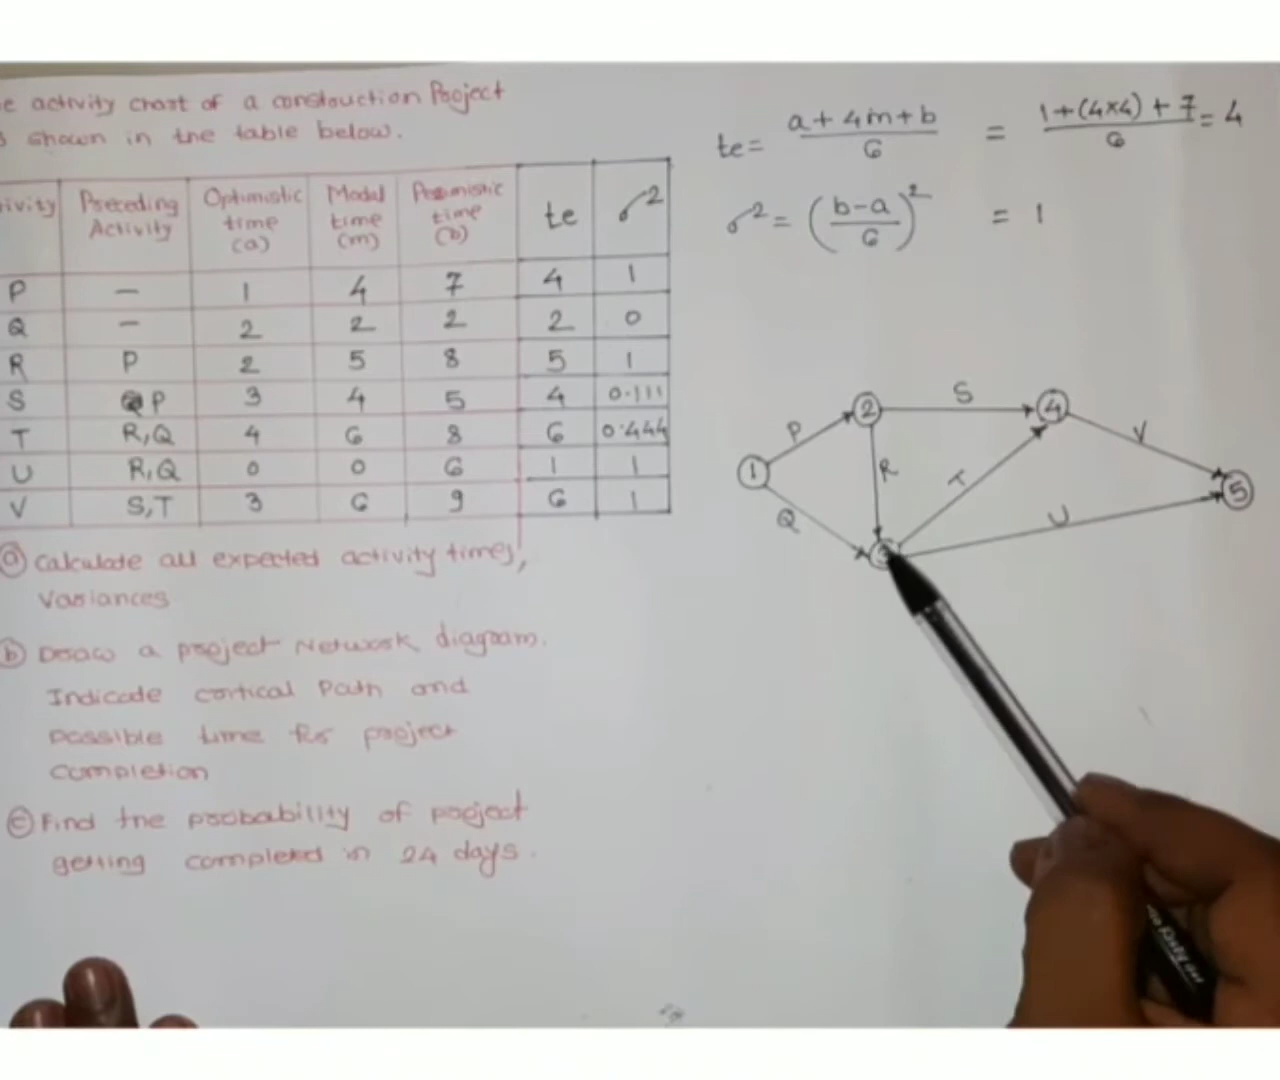 e activity chart of a construction Project
s shown in the table below.
ivity Preceding Activity Optimistic time (a) Modal time (m) Pessimistic time (b) te σ²
P — 1 4 7 4 1
Q — 2 2 2 2 0
R P 2 5 8 5 1
S P 3 4 5 4 0.111
T R,Q 4 6 8 6 0.444
U R,Q 0 0 6 1 1
V S,T 3 6 9 6 1
(a) Calculate all expected activity times,
Variances
(b) Draw a project Network diagram.
Indicate cortical Path and
possible time for project
completion
(c) Find the probability of project
getting completed in 24 days.
te = (a + 4m + b)/6 = (1 + (4×4) + 7)/6 = 4
σ² = ((b-a)/6)² = 1
2 S 4
P V
1 R T
5
Q U
3